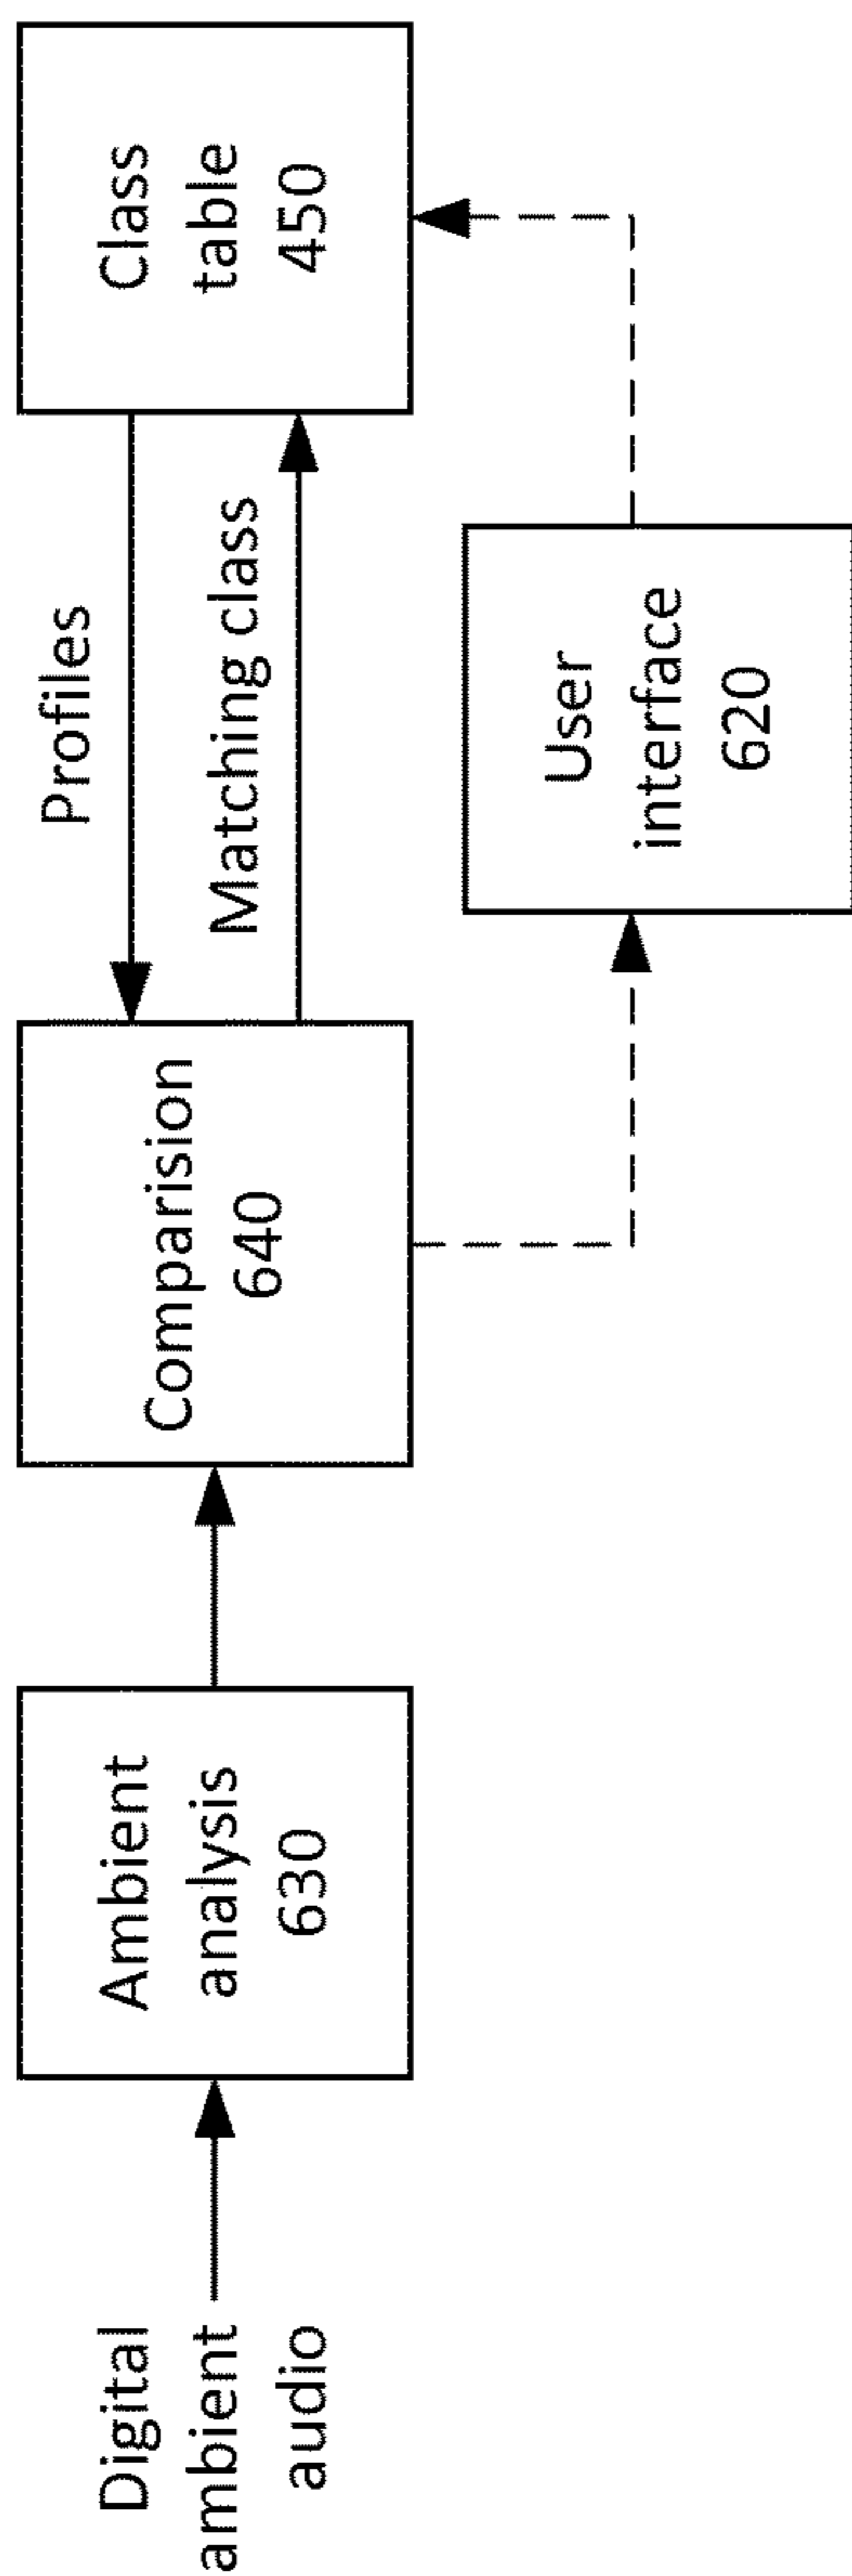 Digital
ambient
audio
Ambient
analysis
630
Comparision
640
Profiles
Matching class
Class
table
450
User
interface
620